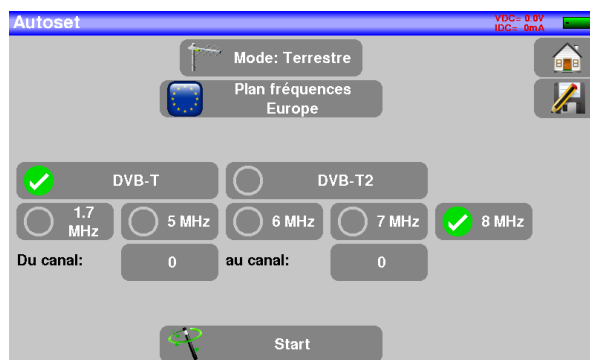 Autoset
VDC= 0.0V
IDC= 0mA
Mode: Terrestre
Plan fréquences
Europe
DVB-T
DVB-T2
1.7
MHz
5 MHz
6 MHz
7 MHz
8 MHz
Du canal:
0
au canal:
0
Start